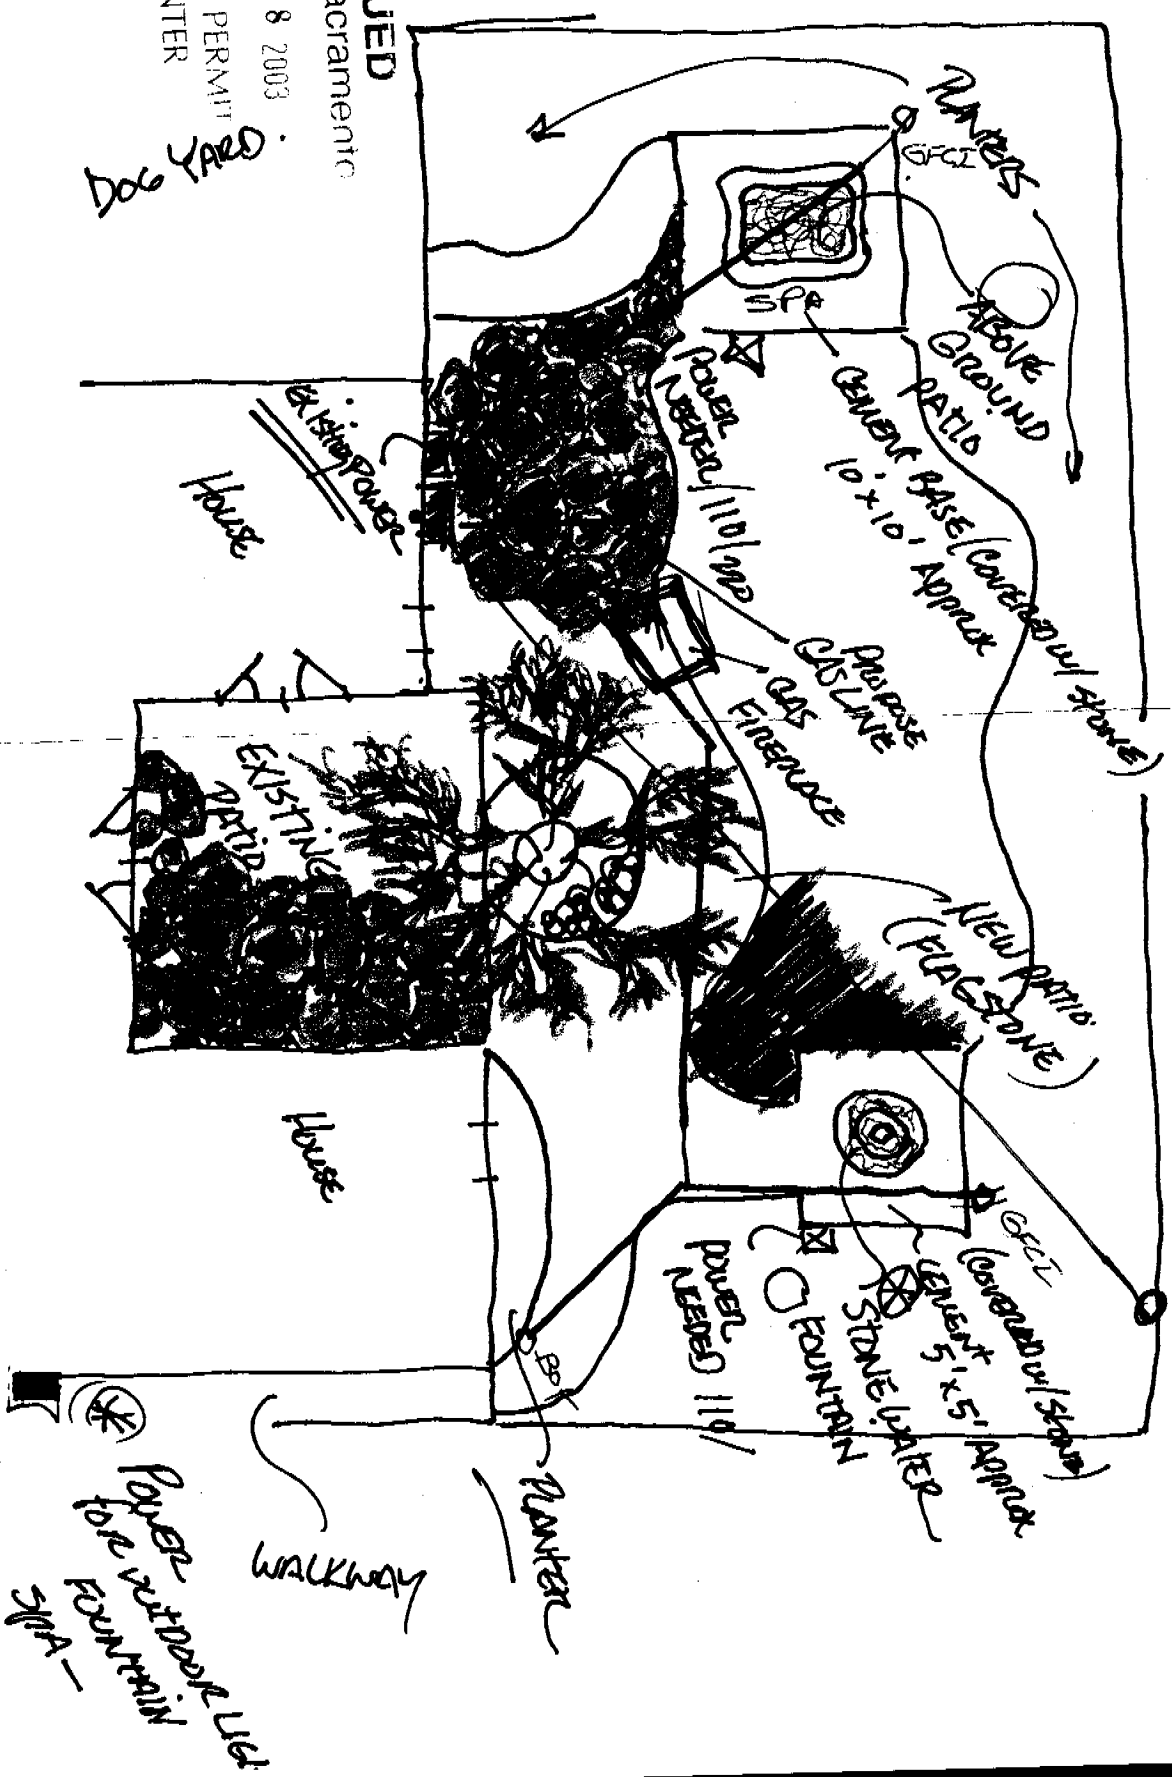 UED
acramento
8 2003
PERMIT
NTER
DOG YARD.
PLANTERS
GFCI
SPA
ABOVE
GROUND
PATIO
CEMENT BASE/(COVERED W/ STONE)
10' x 10' APPROX
POWER
NEEDED/110/220
EXISTING POWER
HOUSE
PROPOSE
GAS LINE
GAS
FIREPLACE
EXISTING
PATIO
NEW PATIO
(FLAGSTONE)
HOUSE
GFCI
(COVERED W/ STONE)
CEMENT
5' x 5' APPROX
STONE WATER
FOUNTAIN
POWER
NEEDED 110/
PLANTER
WALKWAY
POWER
FOR OUTDOOR LIG
FOUNTAIN
SPA-